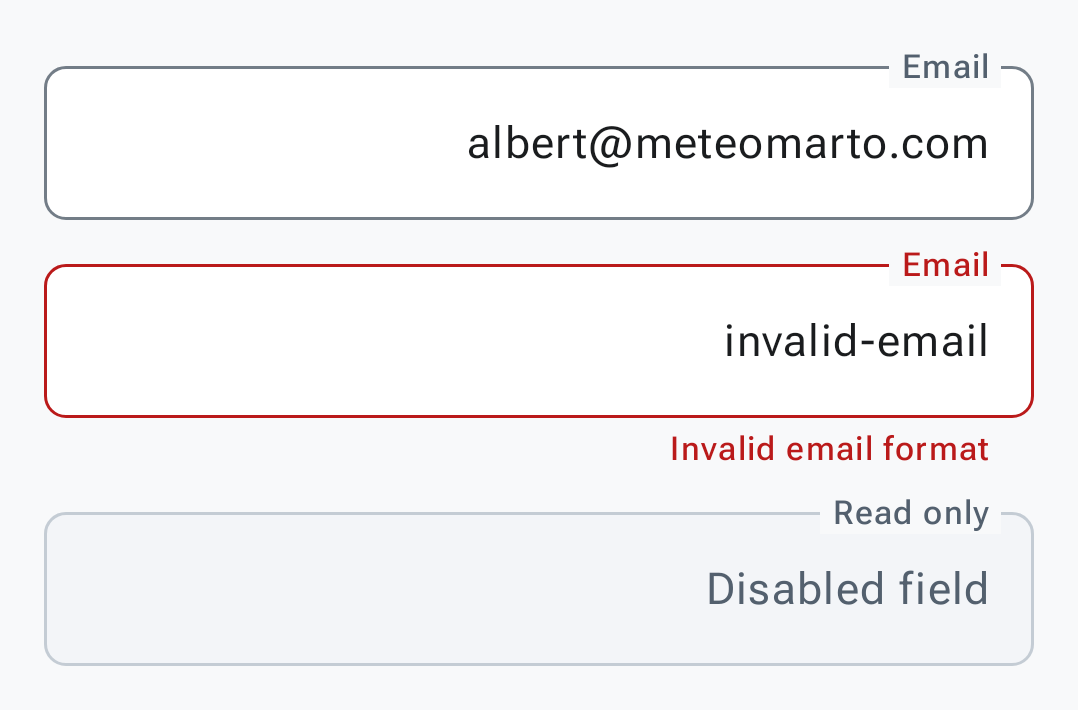 Email
albert@meteomarto.com
Email
invalid-email
Invalid email format
Read only
Disabled field